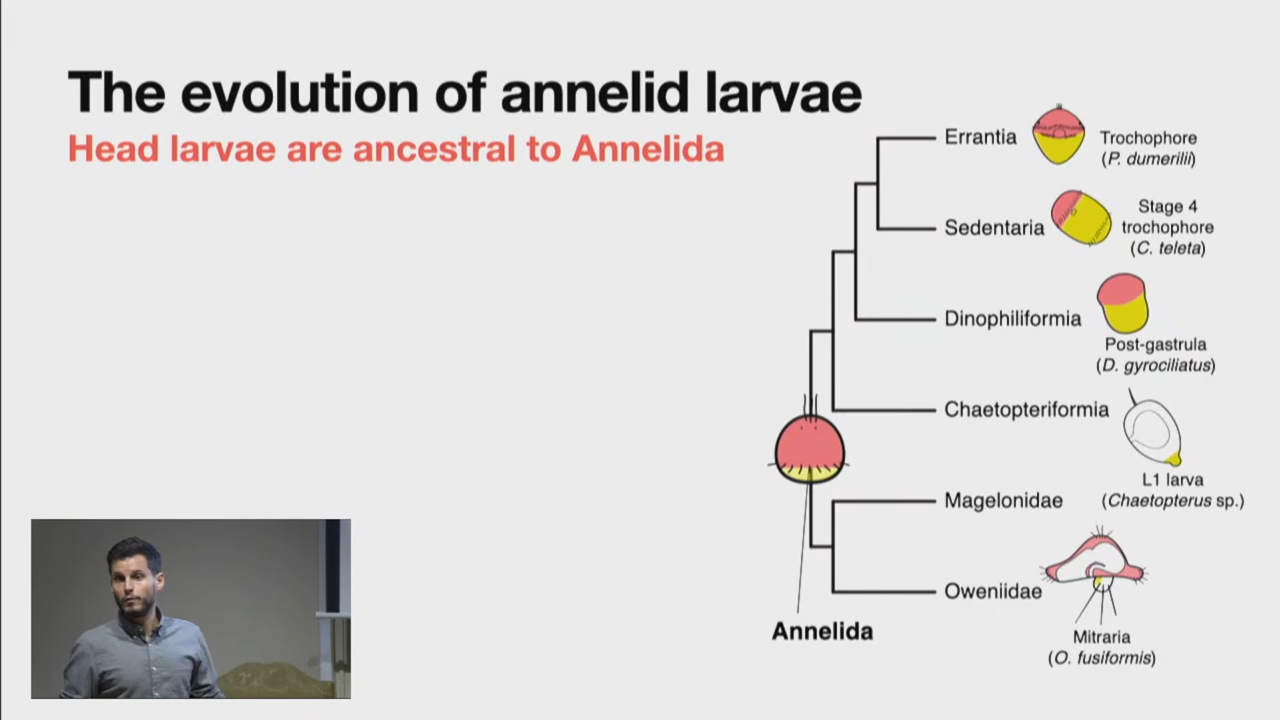 The evolution of annelid larvae
Head larvae are ancestral to Annelida
Errantia
Trochophore
(P. dumerilii)
Sedentaria
Stage 4
trochophore
(C. teleta)
Dinophiliformia
Post-gastrula
(D. gyrociliatus)
Chaetopteriformia
L1 larva
(Chaetopterus sp.)
Magelonidae
Oweniidae
Mitraria
(O. fusiformis)
Annelida